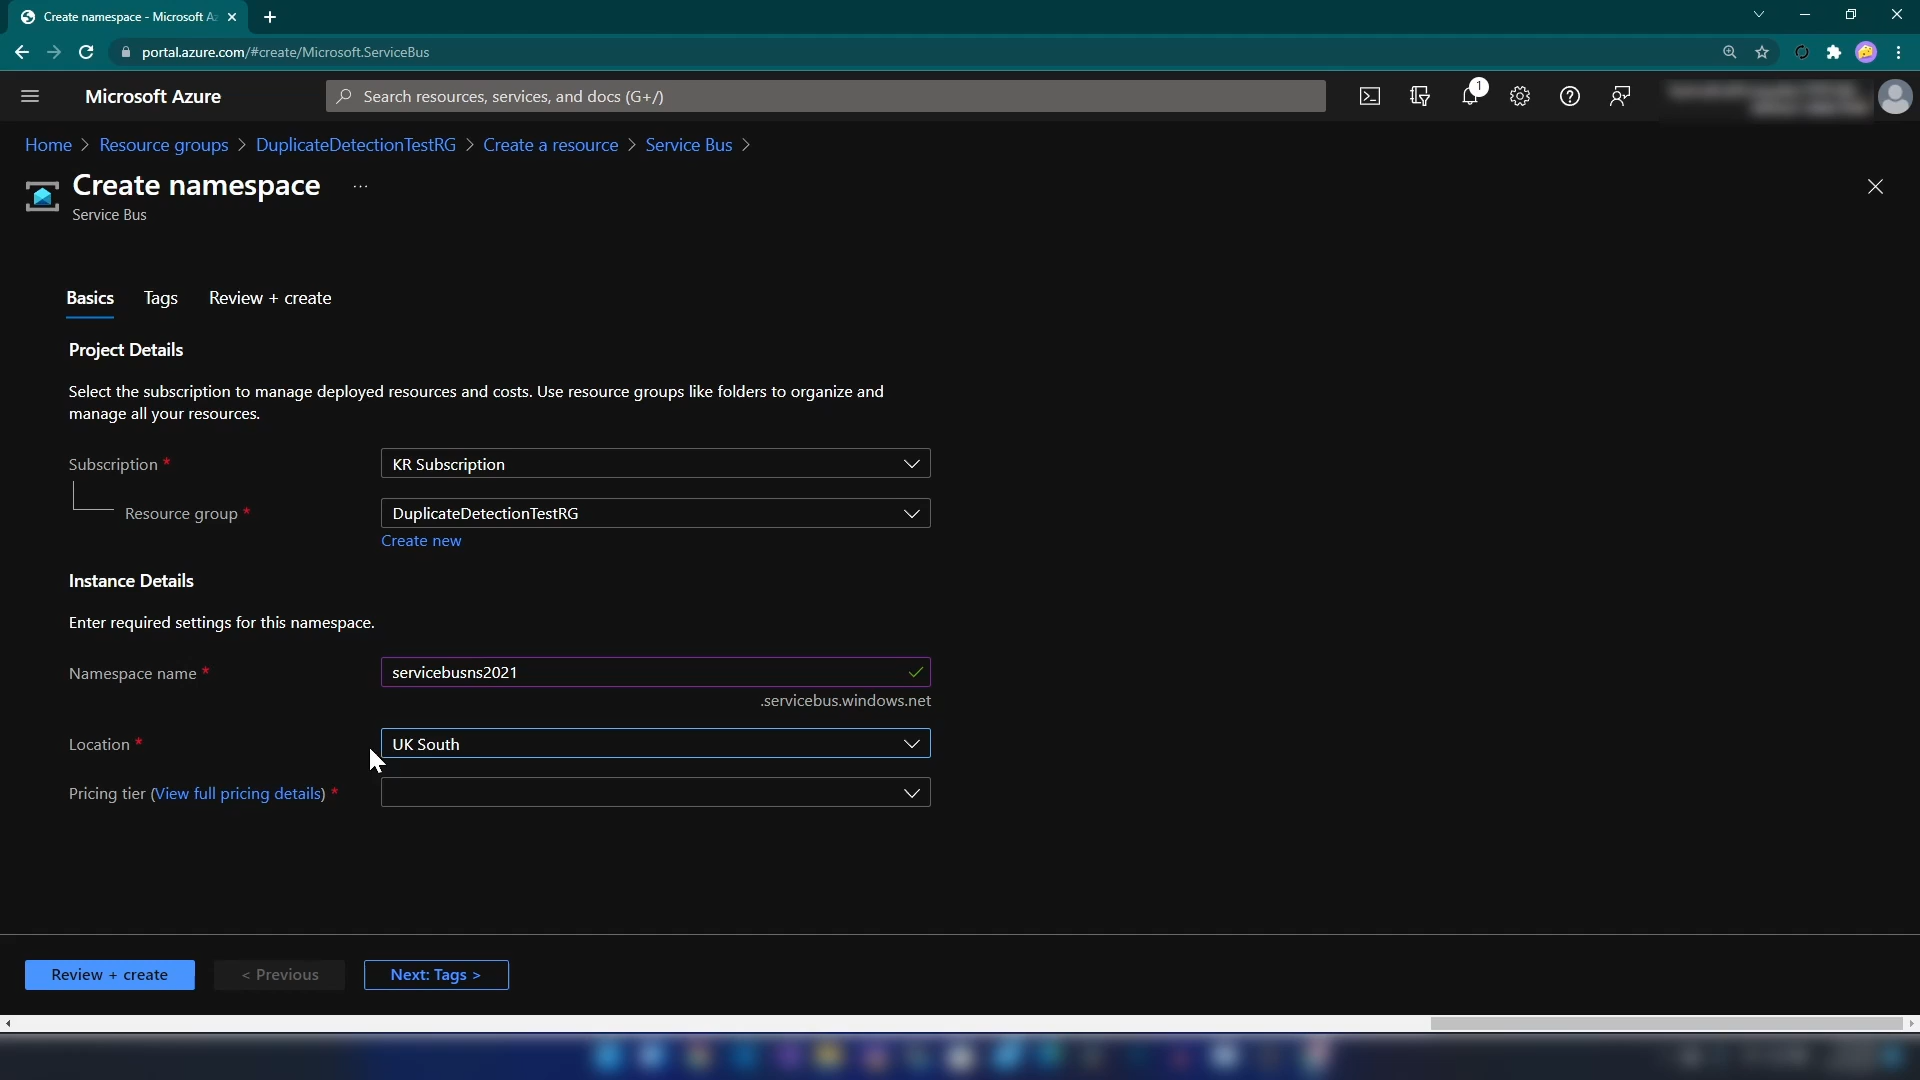 Create namespace - Microsoft A
portal.azure.com/#create/Microsoft.ServiceBus
Microsoft Azure
Search resources, services, and docs (G+/)
1
Home > Resource groups > DuplicateDetectionTestRG > Create a resource > Service Bus >
Create namespace ...
Service Bus
Basics Tags Review + create
Project Details
Select the subscription to manage deployed resources and costs. Use resource groups like folders to organize and
manage all your resources.
Subscription * KR Subscription
Resource group * DuplicateDetectionTestRG
Create new
Instance Details
Enter required settings for this namespace.
Namespace name * servicebusns2021
.servicebus.windows.net
Location * UK South
Pricing tier (View full pricing details) *
Review + create < Previous Next: Tags >